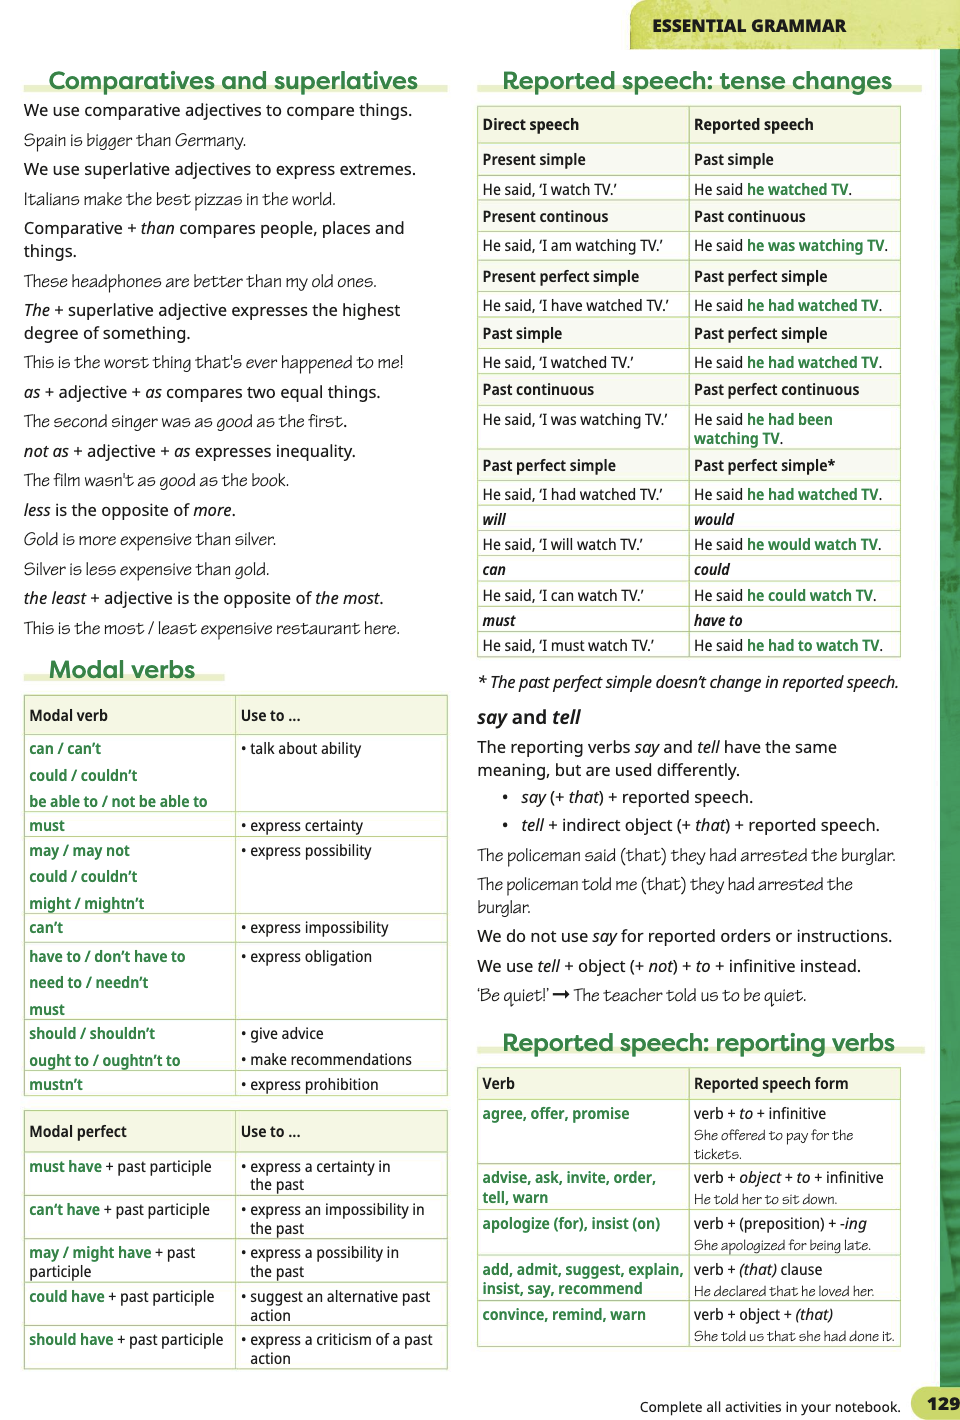 ESSENTIAL GRAMMAR
Comparatives and superlatives
We use comparative adjectives to compare things.
Spain is bigger than Germany.
We use superlative adjectives to express extremes.
Italians make the best pizzas in the world.
Comparative + than compares people, places and
things.
These headphones are better than my old ones.
The + superlative adjective expresses the highest
degree of something.
This is the worst thing that's ever happened to me!
as + adjective + as compares two equal things.
The second singer was as good as the first.
not as + adjective + as expresses inequality.
The film wasn't as good as the book.
less is the opposite of more.
Gold is more expensive than silver.
Silver is less expensive than gold.
the least + adjective is the opposite of the most.
This is the most / least expensive restaurant here.
Modal verbs
Modal verb Use to ...
can / can't • talk about ability
could / couldn't
be able to / not be able to
must • express certainty
may / may not • express possibility
could / couldn't
might / mightn't
can't • express impossibility
have to / don't have to • express obligation
need to / needn't
must
should / shouldn't • give advice
ought to / oughtn't to • make recommendations
mustn't • express prohibition
Modal perfect Use to ...
must have + past participle • express a certainty in
the past
can't have + past participle • express an impossibility in
the past
may / might have + past • express a possibility in
participle the past
could have + past participle • suggest an alternative past
action
should have + past participle • express a criticism of a past
action
Reported speech: tense changes
Direct speech Reported speech
Present simple Past simple
He said, ‘I watch TV.’ He said he watched TV.
Present continous Past continuous
He said, ‘I am watching TV.’ He said he was watching TV.
Present perfect simple Past perfect simple
He said, ‘I have watched TV.’ He said he had watched TV.
Past simple Past perfect simple
He said, ‘I watched TV.’ He said he had watched TV.
Past continuous Past perfect continuous
He said, ‘I was watching TV.’ He said he had been
watching TV.
Past perfect simple Past perfect simple*
He said, ‘I had watched TV.’ He said he had watched TV.
will would
He said, ‘I will watch TV.’ He said he would watch TV.
can could
He said, ‘I can watch TV.’ He said he could watch TV.
must have to
He said, ‘I must watch TV.’ He said he had to watch TV.
* The past perfect simple doesn't change in reported speech.
say and tell
The reporting verbs say and tell have the same
meaning, but are used differently.
• say (+ that) + reported speech.
• tell + indirect object (+ that) + reported speech.
The policeman said (that) they had arrested the burglar.
The policeman told me (that) they had arrested the
burglar.
We do not use say for reported orders or instructions.
We use tell + object (+ not) + to + infinitive instead.
‘Be quiet!’ ➞ The teacher told us to be quiet.
Reported speech: reporting verbs
Verb Reported speech form
agree, offer, promise verb + to + infinitive
She offered to pay for the
tickets.
advise, ask, invite, order, verb + object + to + infinitive
tell, warn He told her to sit down.
apologize (for), insist (on) verb + (preposition) + -ing
She apologized for being late.
add, admit, suggest, explain, verb + (that) clause
insist, say, recommend He declared that he loved her.
convince, remind, warn verb + object + (that)
She told us that she had done it.
Complete all activities in your notebook. 129